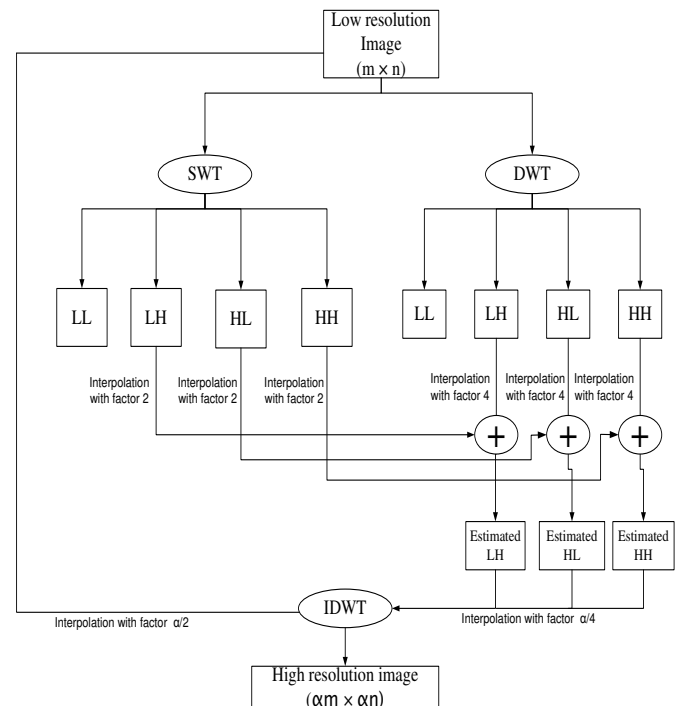 Low resolution
Image
(m × n)
SWT
DWT
LL
LH
HL
HH
LL
LH
HL
HH
Interpolation
with factor 2
Interpolation
with factor 2
Interpolation
with factor 2
Interpolation
with factor 4
Interpolation
with factor 4
Interpolation
with factor 4
+
+
+
Estimated
LH
Estimated
HL
Estimated
HH
IDWT
Interpolation with factor α/2
Interpolation with factor α/4
High resolution image
(αm × αn)